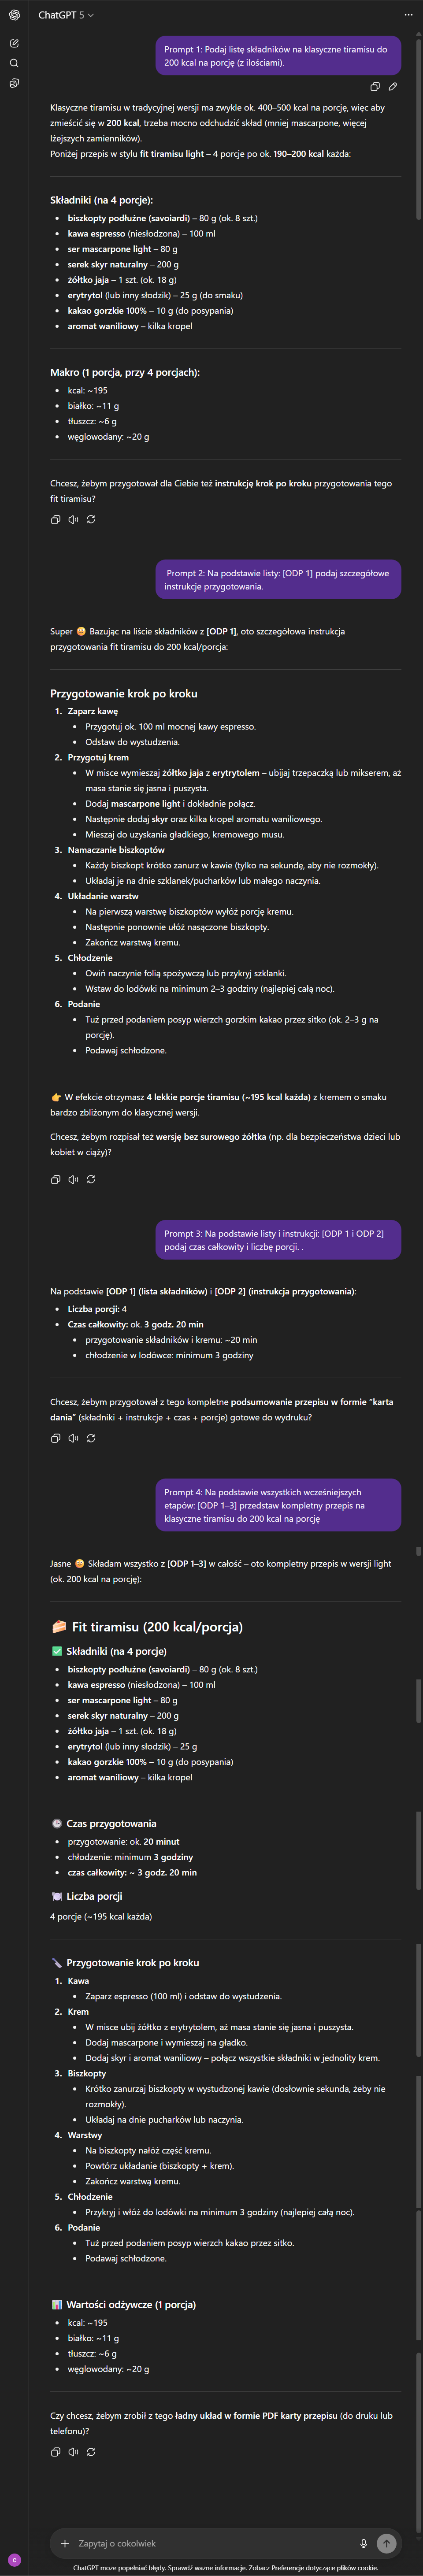 ChatGPT 5
Prompt 1: Podaj listę składników na klasyczne tiramisu do
200 kcal na porcję (z ilościami).
Klasyczne tiramisu w tradycyjnej wersji ma zwykle ok. 400–500 kcal na porcję, więc aby
zmieścić się w 200 kcal, trzeba mocno odchudzić skład (mniej mascarpone, więcej
lżejszych zamienników).
Poniżej przepis w stylu fit tiramisu light – 4 porcje po ok. 190–200 kcal każda:
Składniki (na 4 porcje):
• biszkopty podłużne (savoiardi) – 80 g (ok. 8 szt.)
• kawa espresso (niesłodzona) – 100 ml
• ser mascarpone light – 80 g
• serek skyr naturalny – 200 g
• żółtko jaja – 1 szt. (ok. 18 g)
• erytrytol (lub inny słodzik) – 25 g (do smaku)
• kakao gorzkie 100% – 10 g (do posypania)
• aromat waniliowy – kilka kropel
Makro (1 porcja, przy 4 porcjach):
• kcal: ~195
• białko: ~11 g
• tłuszcz: ~6 g
• węglowodany: ~20 g
Chcesz, żebym przygotował dla Ciebie też instrukcję krok po kroku przygotowania tego
fit tiramisu?
Prompt 2: Na podstawie listy: [ODP 1] podaj szczegółowe
instrukcje przygotowania.
Super 😄 Bazując na liście składników z [ODP 1], oto szczegółowa instrukcja
przygotowania fit tiramisu do 200 kcal/porcja:
Przygotowanie krok po kroku
1. Zaparz kawę
• Przygotuj ok. 100 ml mocnej kawy espresso.
• Odstaw do wystudzenia.
2. Przygotuj krem
• W misce wymieszaj żółtko jaja z erytrytolem – ubijaj trzepaczką lub mikserem, aż
masa stanie się jasna i puszysta.
• Dodaj mascarpone light i dokładnie połącz.
• Następnie dodaj skyr oraz kilka kropel aromatu waniliowego.
• Mieszaj do uzyskania gładkiego, kremowego musu.
3. Namaczanie biszkoptów
• Każdy biszkopt krótko zanurz w kawie (tylko na sekundę, aby nie rozmokły).
• Układaj je na dnie szklanek/pucharków lub małego naczynia.
4. Układanie warstw
• Na pierwszą warstwę biszkoptów wyłóż porcję kremu.
• Następnie ponownie ułóż nasączone biszkopty.
• Zakończ warstwą kremu.
5. Chłodzenie
• Owiń naczynie folią spożywczą lub przykryj szklanki.
• Wstaw do lodówki na minimum 2–3 godziny (najlepiej całą noc).
6. Podanie
• Tuż przed podaniem posyp wierzch gorzkim kakao przez sitko (ok. 2–3 g na
porcję).
• Podawaj schłodzone.
👉 W efekcie otrzymasz 4 lekkie porcje tiramisu (~195 kcal każda) z kremem o smaku
bardzo zbliżonym do klasycznej wersji.
Chcesz, żebym rozpisał też wersję bez surowego żółtka (np. dla bezpieczeństwa dzieci lub
kobiet w ciąży)?
Prompt 3: Na podstawie listy i instrukcji: [ODP 1 i ODP 2]
podaj czas całkowity i liczbę porcji. .
Na podstawie [ODP 1] (lista składników) i [ODP 2] (instrukcja przygotowania):
• Liczba porcji: 4
• Czas całkowity: ok. 3 godz. 20 min
• przygotowanie składników i kremu: ~20 min
• chłodzenie w lodówce: minimum 3 godziny
Chcesz, żebym przygotował z tego kompletne podsumowanie przepisu w formie "karta
dania" (składniki + instrukcje + czas + porcje) gotowe do wydruku?
Prompt 4: Na podstawie wszystkich wcześniejszych
etapów: [ODP 1–3] przedstaw kompletny przepis na
klasyczne tiramisu do 200 kcal na porcję
Jasne 😄 Składam wszystko z [ODP 1–3] w całość – oto kompletny przepis w wersji light
(ok. 200 kcal na porcję):
🍰 Fit tiramisu (200 kcal/porcja)
✅ Składniki (na 4 porcje)
• biszkopty podłużne (savoiardi) – 80 g (ok. 8 szt.)
• kawa espresso (niesłodzona) – 100 ml
• ser mascarpone light – 80 g
• serek skyr naturalny – 200 g
• żółtko jaja – 1 szt. (ok. 18 g)
• erytrytol (lub inny słodzik) – 25 g
• kakao gorzkie 100% – 10 g (do posypania)
• aromat waniliowy – kilka kropel
🕒 Czas przygotowania
• przygotowanie: ok. 20 minut
• chłodzenie: minimum 3 godziny
• czas całkowity: ~ 3 godz. 20 min
🍽️ Liczba porcji
4 porcje (~195 kcal każda)
🔪 Przygotowanie krok po kroku
1. Kawa
• Zaparz espresso (100 ml) i odstaw do wystudzenia.
2. Krem
• W misce ubij żółtko z erytrytolem, aż masa stanie się jasna i puszysta.
• Dodaj mascarpone i wymieszaj na gładko.
• Dodaj skyr i aromat waniliowy – połącz wszystkie składniki w jednolity krem.
3. Biszkopty
• Krótko zanurzaj biszkopty w wystudzonej kawie (dosłownie sekunda, żeby nie
rozmokły).
• Układaj na dnie pucharków lub naczynia.
4. Warstwy
• Na biszkopty nałóż część kremu.
• Powtórz układanie (biszkopty + krem).
• Zakończ warstwą kremu.
5. Chłodzenie
• Przykryj i włóż do lodówki na minimum 3 godziny (najlepiej całą noc).
6. Podanie
• Tuż przed podaniem posyp wierzch kakao przez sitko.
• Podawaj schłodzone.
📊 Wartości odżywcze (1 porcja)
• kcal: ~195
• białko: ~11 g
• tłuszcz: ~6 g
• węglowodany: ~20 g
Czy chcesz, żebym zrobił z tego ładny układ w formie PDF karty przepisu (do druku lub
telefonu)?
Zapytaj o cokolwiek
C
ChatGPT może popełniać błędy. Sprawdź ważne informacje. Zobacz Preferencje dotyczące plików cookie.